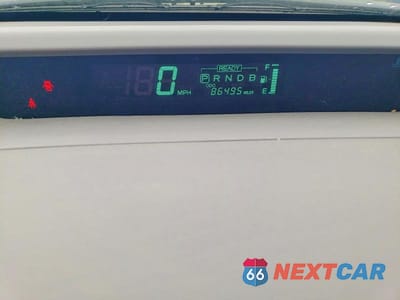 READY F
0 MPH P R N D B
ODO
86495 MILES E
66 NEXTCAR